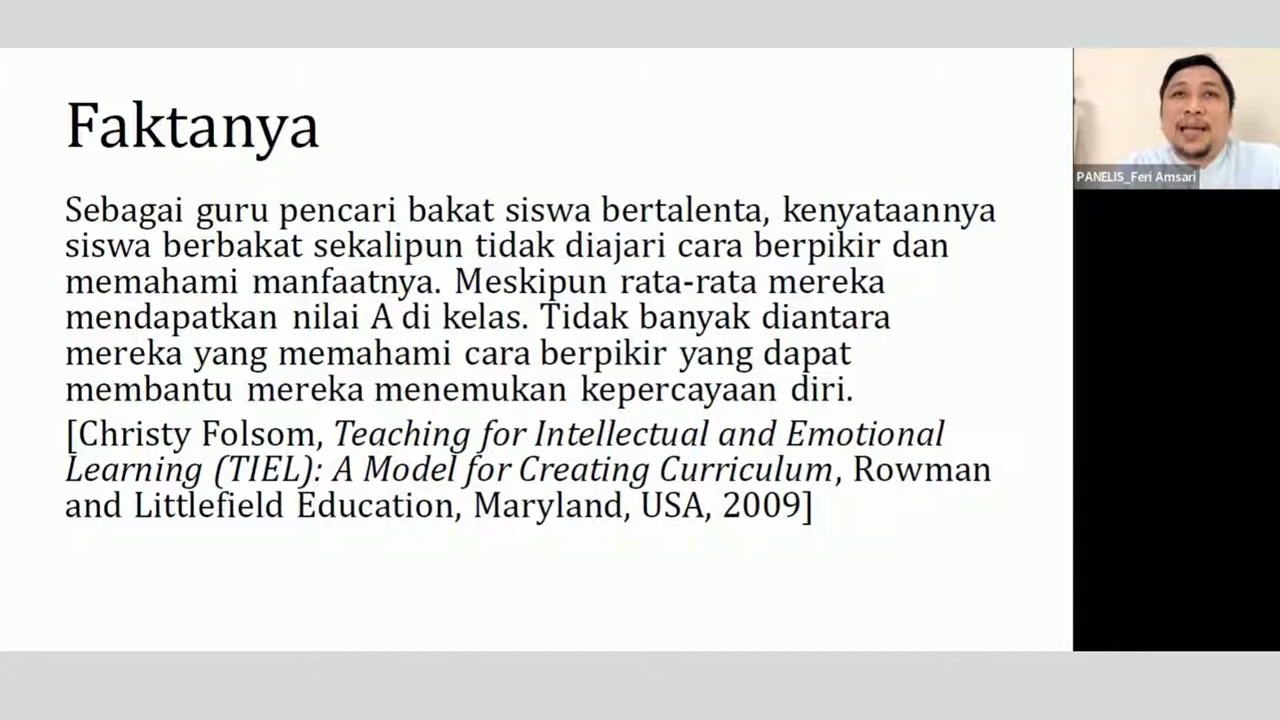 Faktanya
Sebagai guru pencari bakat siswa bertalenta, kenyataannya
siswa berbakat sekalipun tidak diajari cara berpikir dan
memahami manfaatnya. Meskipun rata-rata mereka
mendapatkan nilai A di kelas. Tidak banyak diantara
mereka yang memahami cara berpikir yang dapat
membantu mereka menemukan kepercayaan diri.
[Christy Folsom, Teaching for Intellectual and Emotional
Learning (TIEL): A Model for Creating Curriculum, Rowman
and Littlefield Education, Maryland, USA, 2009]
PANELIS_Feri Amsari